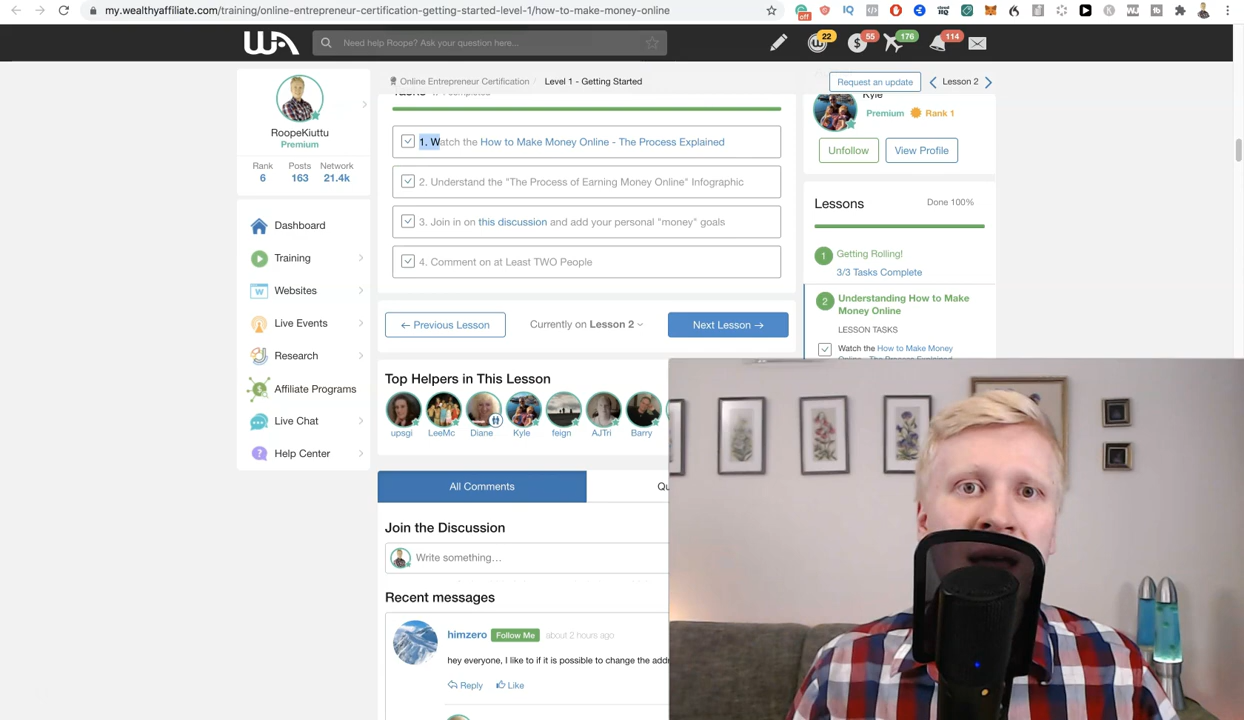 my.wealthyaffiliate.com/training/online-entrepreneur-certification-getting-started-level-1/how-to-make-money-online
off
WA
Need help Roope? Ask your question here...
22
55
176
114
RoopeKiuttu
Premium
Rank Posts Network
6 163 21.4k
Dashboard
Training
Websites
Live Events
Research
Affiliate Programs
Live Chat
Help Center
Online Entrepreneur Certification / Level 1 - Getting Started
1. Watch the How to Make Money Online - The Process Explained
2. Understand the "The Process of Earning Money Online" Infographic
3. Join in on this discussion and add your personal "money" goals
4. Comment on at Least TWO People
← Previous Lesson
Currently on Lesson 2
Next Lesson →
Top Helpers in This Lesson
upsgi LeeMc Diane Kyle feign AJTri Barry
All Comments
Join the Discussion
Write something...
Recent messages
himzero Follow Me about 2 hours ago
hey everyone, I like to if it is possible to change the
Reply Like
Request an update
Lesson 2
Kyle
Premium Rank 1
Unfollow View Profile
Lessons Done 100%
1 Getting Rolling!
3/3 Tasks Complete
2 Understanding How to Make
Money Online
LESSON TASKS
Watch the How to Make Money
Online - The Process Explained